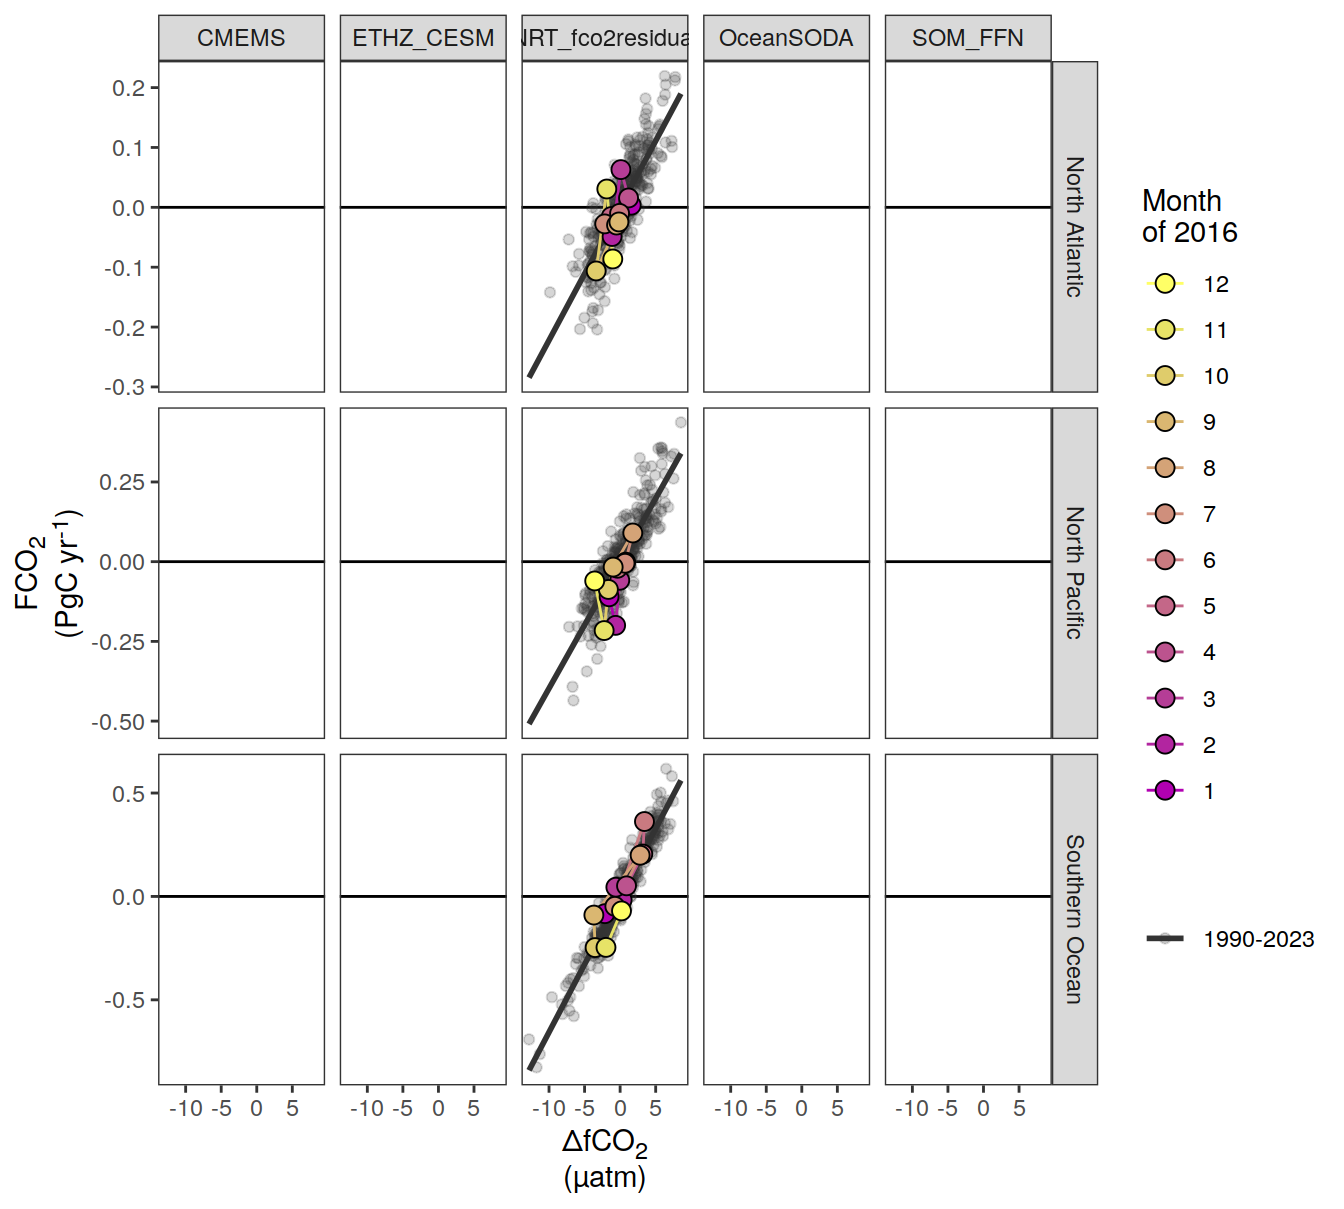 CMEMS
ETHZ_CESM
NRT_fco2residua
OceanSODA
SOM_FFN
0.2
0.1
0.0
-0.1
-0.2
-0.3
North Atlantic
0.25
0.00
-0.25
-0.50
North Pacific
0.5
0.0
-0.5
Southern Ocean
FCO₂
(PgC yr⁻¹)
-10 -5 0 5
-10 -5 0 5
-10 -5 0 5
-10 -5 0 5
-10 -5 0 5
ΔfCO₂
(µatm)
Month
of 2016
12
11
10
9
8
7
6
5
4
3
2
1
1990-2023